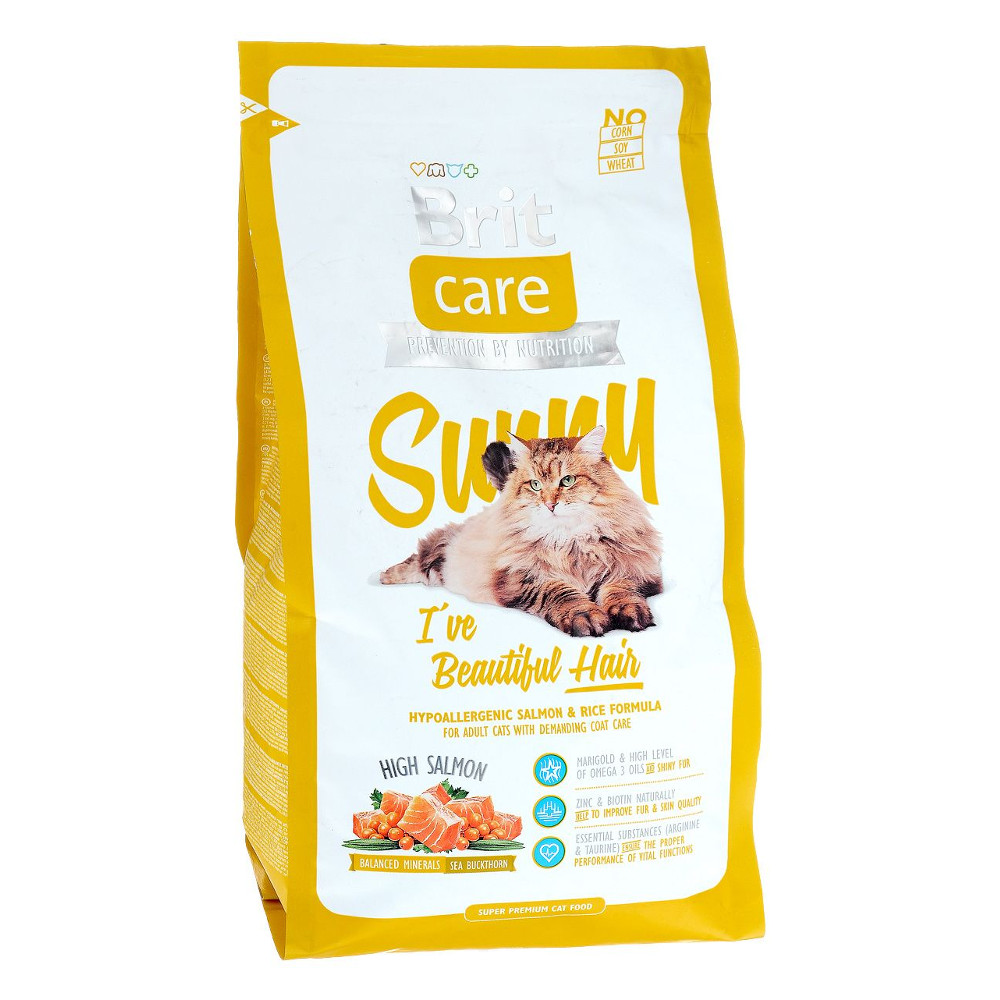 NO
CORN
SOY
WHEAT
Brit
care
PREVENTION BY NUTRITION
Sunny
I've
Beautiful Hair
HYPOALLERGENIC SALMON & RICE FORMULA
FOR ADULT CATS WITH DEMANDING COAT CARE
HIGH SALMON
BALANCED MINERALS SEA BUCKTHORN
MARIGOLD & HIGH LEVEL
OF OMEGA 3 OILS FOR SHINY FUR
ZINC & BIOTIN NATURALLY
HELP TO IMPROVE FUR & SKIN QUALITY
ESSENTIAL SUBSTANCES (ARGININE
& TAURINE) ENSURE THE PROPER
PERFORMANCE OF VITAL FUNCTIONS
SUPER PREMIUM CAT FOOD